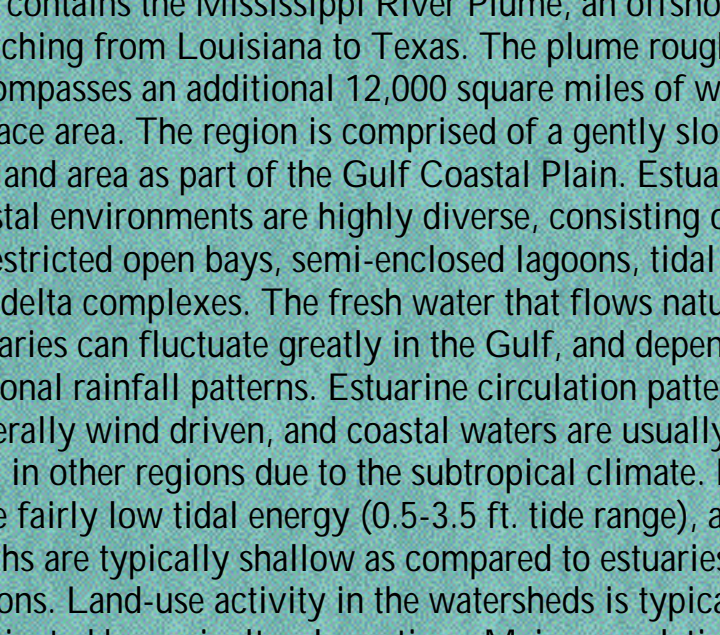 contains the Mississippi River Plume, an offsho
ching from Louisiana to Texas. The plume rough
ompasses an additional 12,000 square miles of w
ace area. The region is comprised of a gently slo
and area as part of the Gulf Coastal Plain. Estua
stal environments are highly diverse, consisting o
estricted open bays, semi-enclosed lagoons, tidal
delta complexes. The fresh water that flows natu
aries can fluctuate greatly in the Gulf, and depen
onal rainfall patterns. Estuarine circulation patte
erally wind driven, and coastal waters are usually
in other regions due to the subtropical climate.
e fairly low tidal energy (0.5-3.5 ft. tide range), a
hs are typically shallow as compared to estuaries
ons. Land-use activity in the watersheds is typica